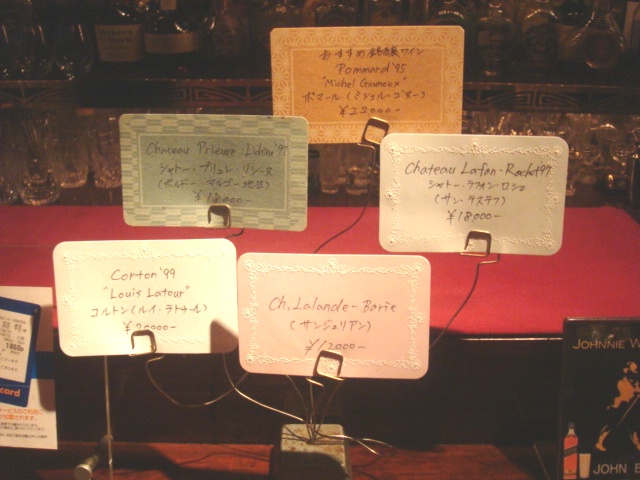 おすすめ 銘醸ワイン
Pommard '95
"Michel Gaunoux"
ポマール (ミッシェル・ゴヌー)
¥22000-
Chateau Prieuré-Lichine '97
シャトー・プリュレ・リシーヌ
(ボルドー マルゴー地区)
¥18,000-
Chateau Lafon-Rochet 97
シャトー・ラフォン・ロシェ
(サン・テステフ)
¥18,000-
Corton '99
"Louis Latour"
コルトン (ルイ・ラトゥール)
¥20000-
Ch. Lalande-Borie
(サンジュリアン)
¥12000-
JOHNNIE W
JOHN